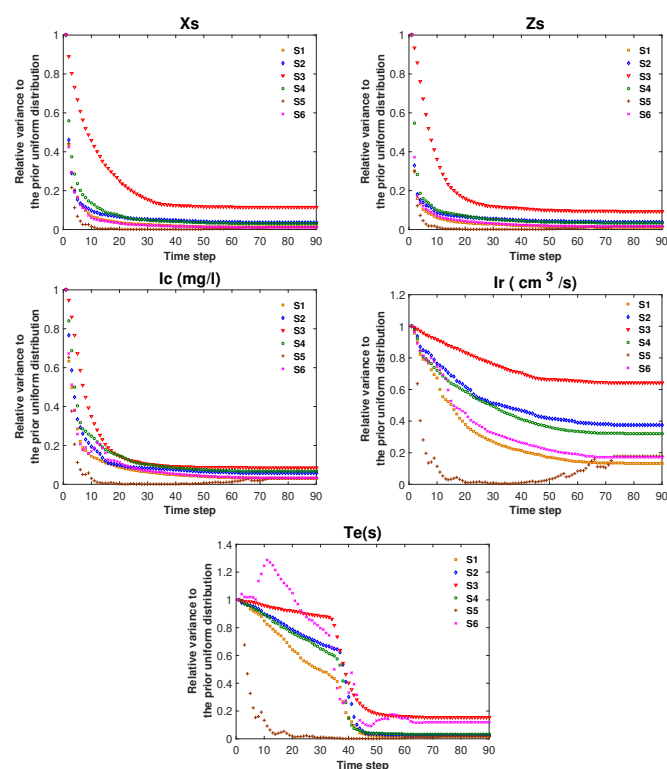 Xs
Relative variance to
the prior uniform distribution
1
0.8
0.6
0.4
0.2
0
0 10 20 30 40 50 60 70 80 90
Time step
S1
S2
S3
S4
S5
S6
Zs
Relative variance to
the prior uniform distribution
1
0.8
0.6
0.4
0.2
0
0 10 20 30 40 50 60 70 80 90
Time step
S1
S2
S3
S4
S5
S6
Ic (mg/l)
Relative variance to
the prior uniform distribution
1
0.8
0.6
0.4
0.2
0
0 10 20 30 40 50 60 70 80 90
Time step
S1
S2
S3
S4
S5
S6
Ir ( cm 3 /s)
Relative variance to
the prior uniform distribution
1.2
1
0.8
0.6
0.4
0.2
0
0 10 20 30 40 50 60 70 80 90
Time step
S1
S2
S3
S4
S5
S6
Te(s)
Relative variance to
the prior uniform distribution
1.4
1.2
1
0.8
0.6
0.4
0.2
0
0 10 20 30 40 50 60 70 80 90
Time step
S1
S2
S3
S4
S5
S6